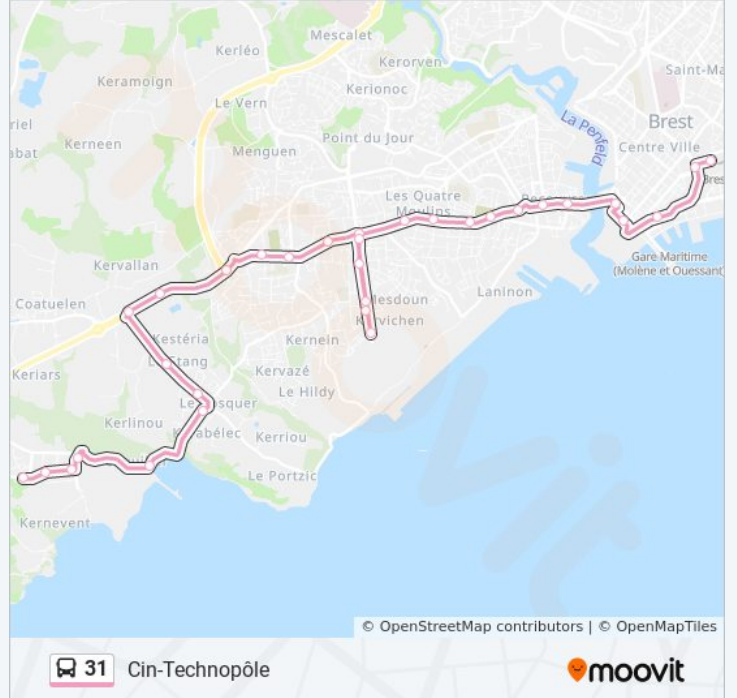 Mescalet
Kerléo
Kerorven
Saint-Ma
Keramoign
Kerionoc
Le Vern
riel
La Penfeld
Brest
Point du Jour
Kerneen
abat
Menguen
Centre Ville
Les Quatre
Moulins
Gare Maritime
(Molène et Ouessant)
Kervallan
Laninon
Coatuelen
Kestéria
Kernein
Keriars
Kervazé
Le Hildy
Kerlinou
Kerriou
Le Portzic
Kernevent
© OpenStreetMap contributors | © OpenMapTiles
31 Cin-Technopôle
moovit